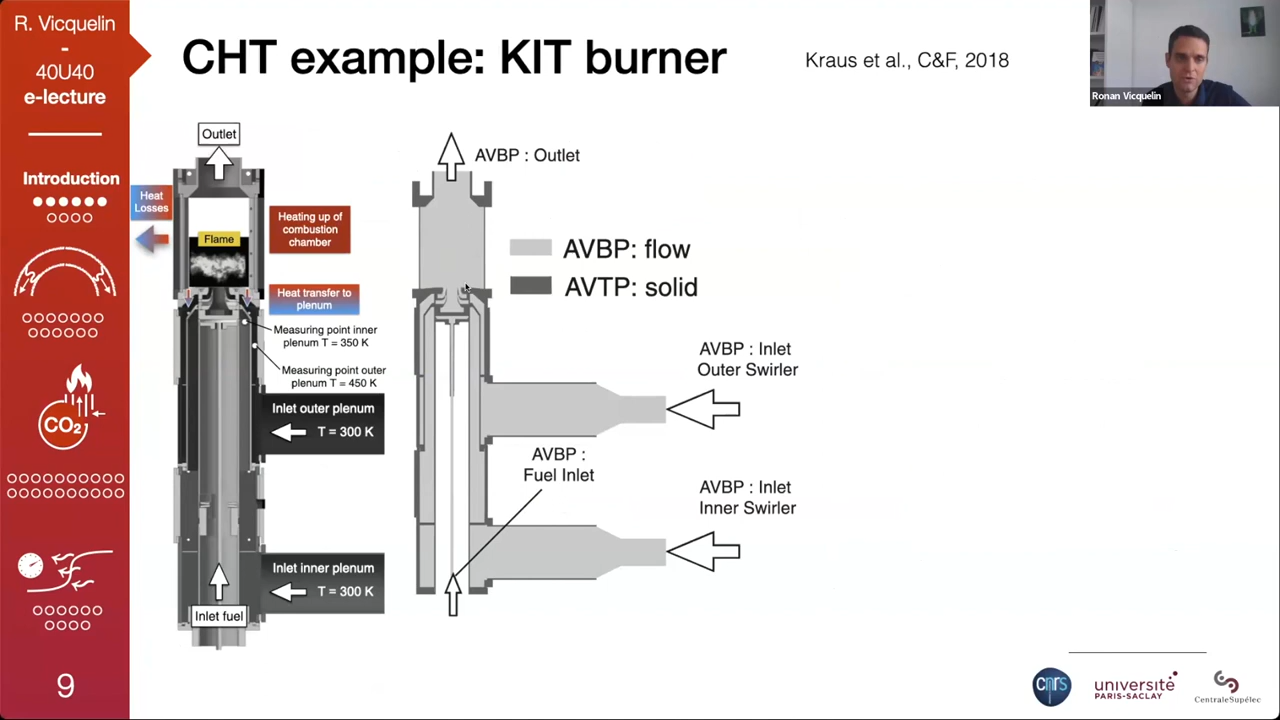 R. Vicquelin
-
40U40
e-lecture
Introduction
CO₂
9
CHT example: KIT burner
Kraus et al., C&F, 2018
Ronan Vicquelin
Outlet
Heat
Losses
Flame
Heating up of
combustion
chamber
Heat transfer to
plenum
Measuring point inner
plenum T = 350 K
Measuring point outer
plenum T = 450 K
Inlet outer plenum
T = 300 K
Inlet inner plenum
T = 300 K
Inlet fuel
AVBP : Outlet
AVBP: flow
AVTP: solid
AVBP : Inlet
Outer Swirler
AVBP :
Fuel Inlet
AVBP : Inlet
Inner Swirler
cnrs
université
PARIS-SACLAY
CentraleSupélec